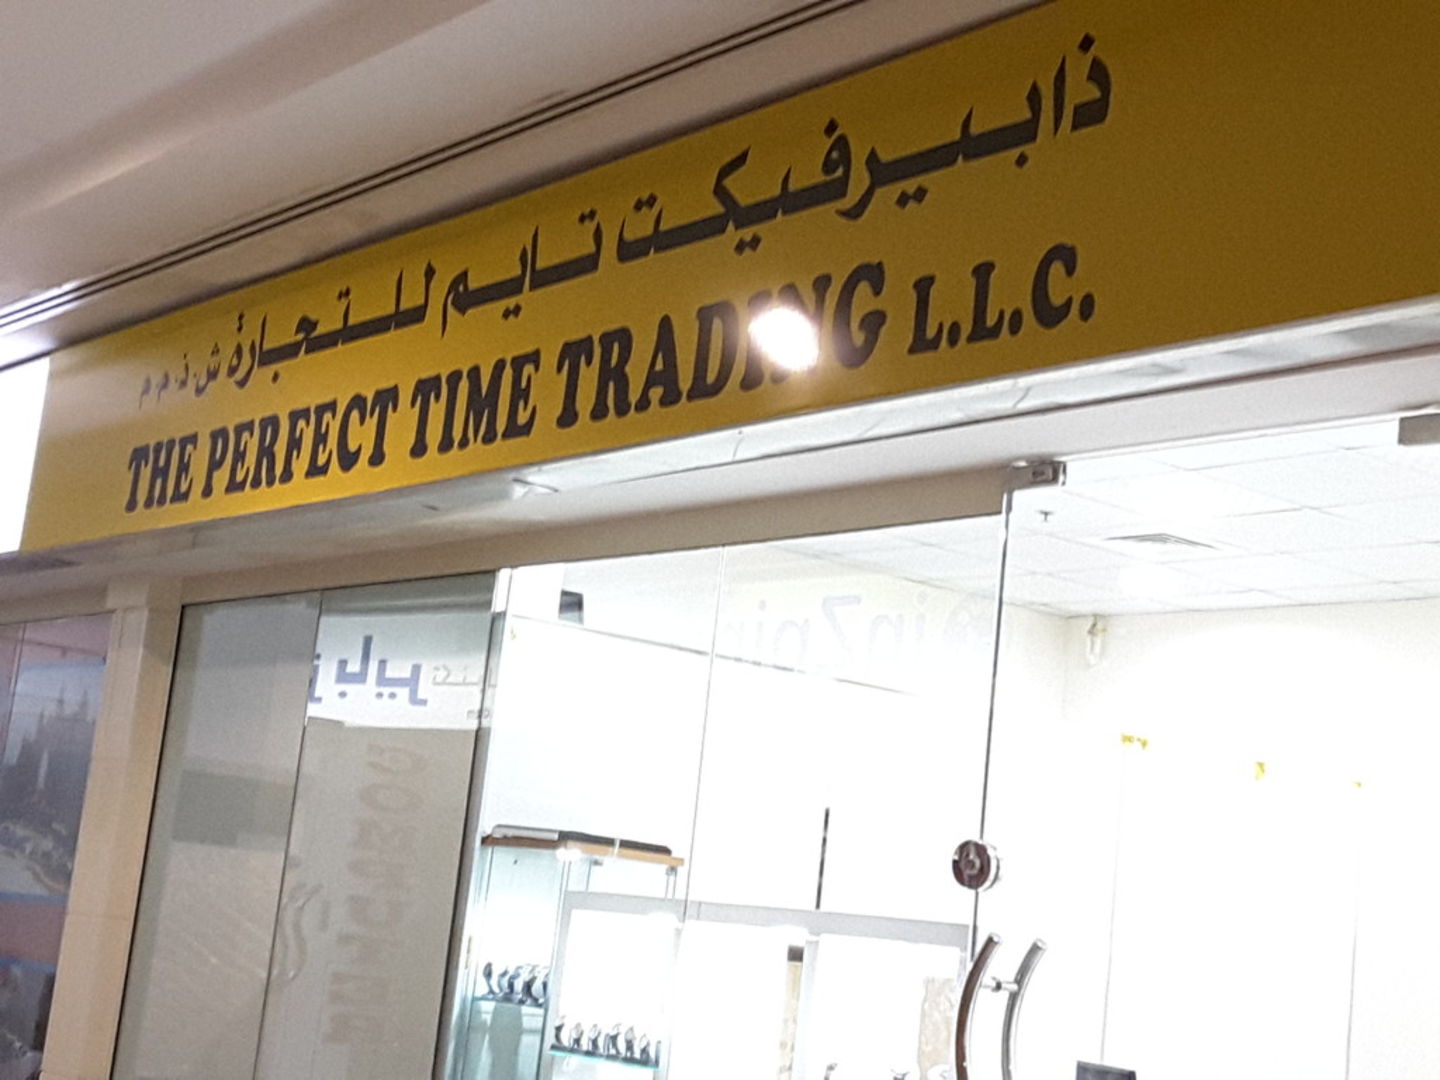 ذا بيرفيكت تايم للتجارة ش.ذ.م.م
THE PERFECT TIME TRADING L.L.C.